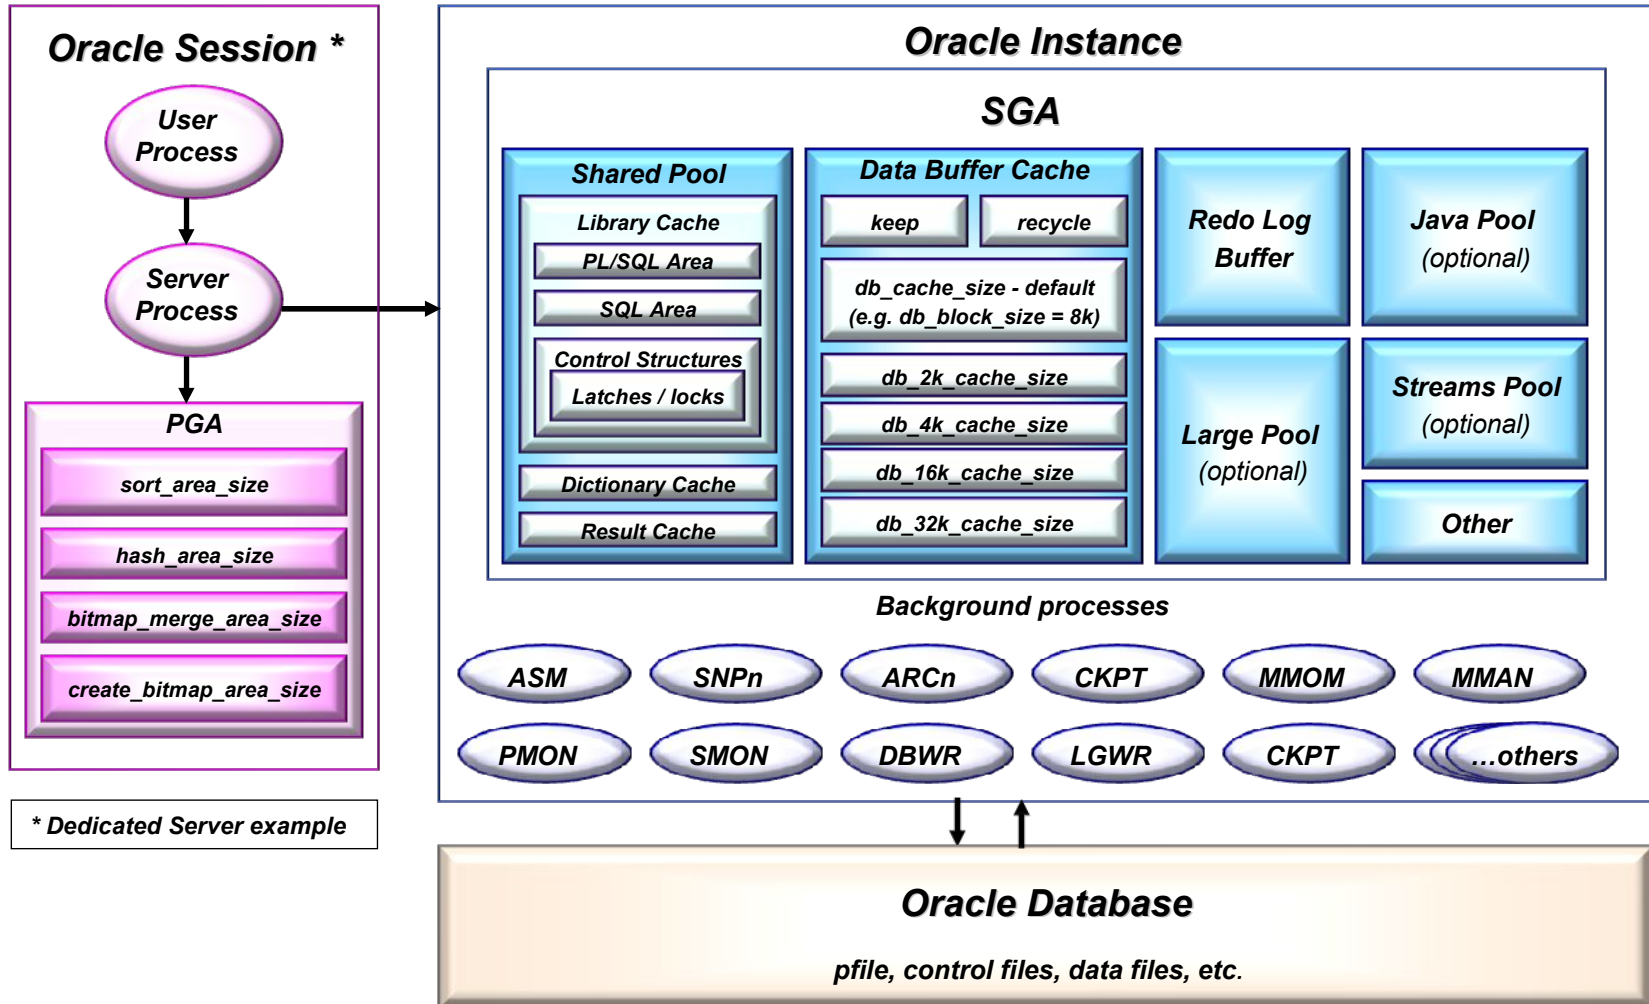 Oracle Session *
User
Process
Server
Process
PGA
sort_area_size
hash_area_size
bitmap_merge_area_size
create_bitmap_area_size
* Dedicated Server example
Oracle Instance
SGA
Shared Pool
Library Cache
PL/SQL Area
SQL Area
Control Structures
Latches / locks
Dictionary Cache
Result Cache
Data Buffer Cache
keep
recycle
db_cache_size - default
(e.g. db_block_size = 8k)
db_2k_cache_size
db_4k_cache_size
db_16k_cache_size
db_32k_cache_size
Redo Log
Buffer
Java Pool
(optional)
Large Pool
(optional)
Streams Pool
(optional)
Other
Background processes
ASM
SNPn
ARCn
CKPT
MMOM
MMAN
PMON
SMON
DBWR
LGWR
CKPT
...others
Oracle Database
pfile, control files, data files, etc.